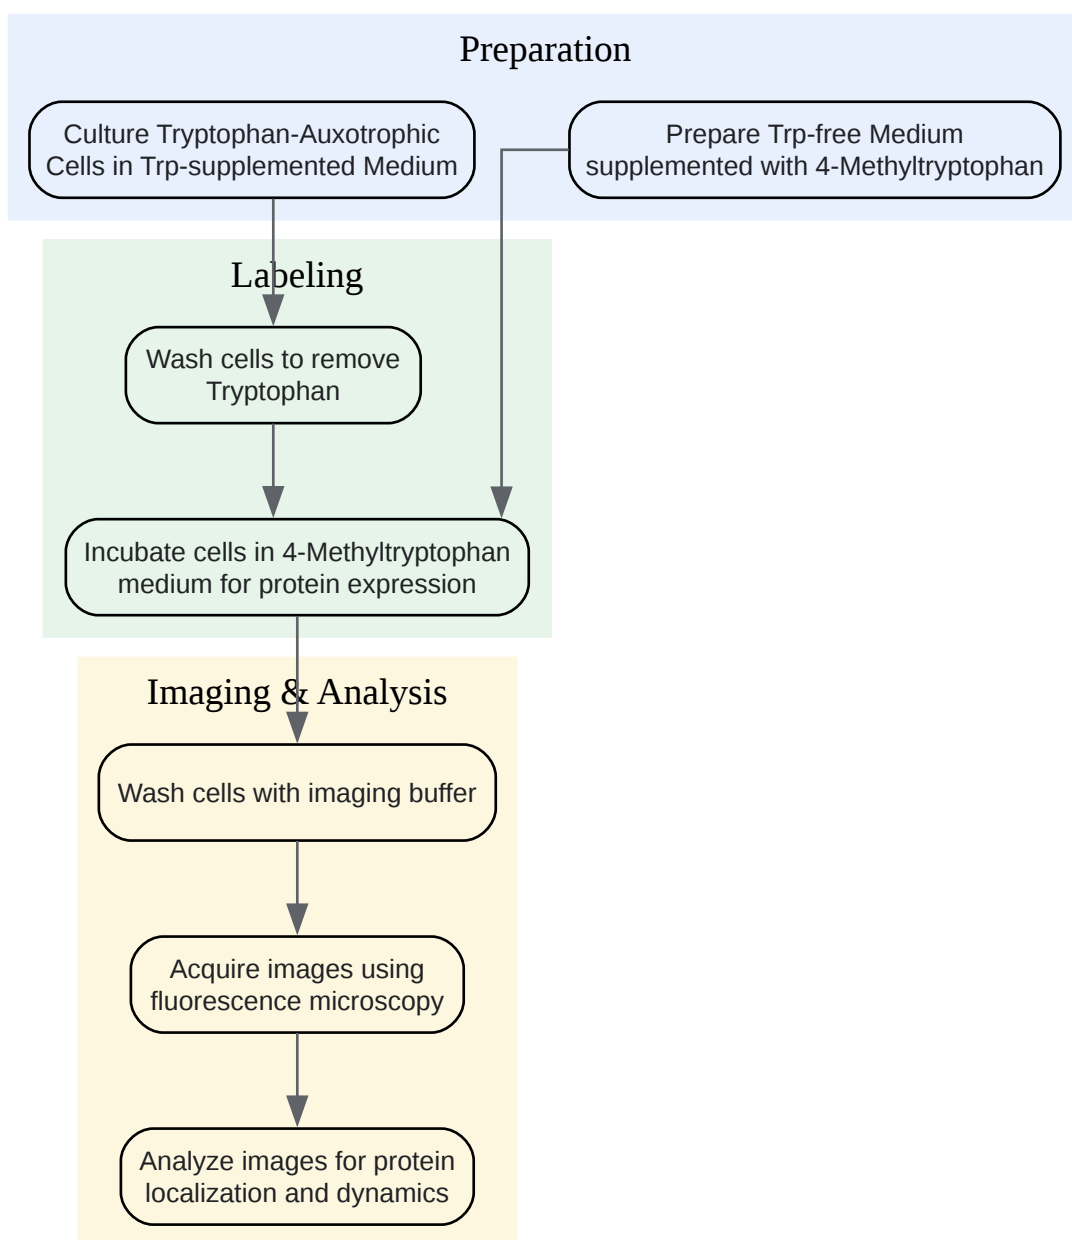 Preparation
Culture Tryptophan-Auxotrophic
Cells in Trp-supplemented Medium
Prepare Trp-free Medium
supplemented with 4-Methyltryptophan
Labeling
Wash cells to remove
Tryptophan
Incubate cells in 4-Methyltryptophan
medium for protein expression
Imaging & Analysis
Wash cells with imaging buffer
Acquire images using
fluorescence microscopy
Analyze images for protein
localization and dynamics